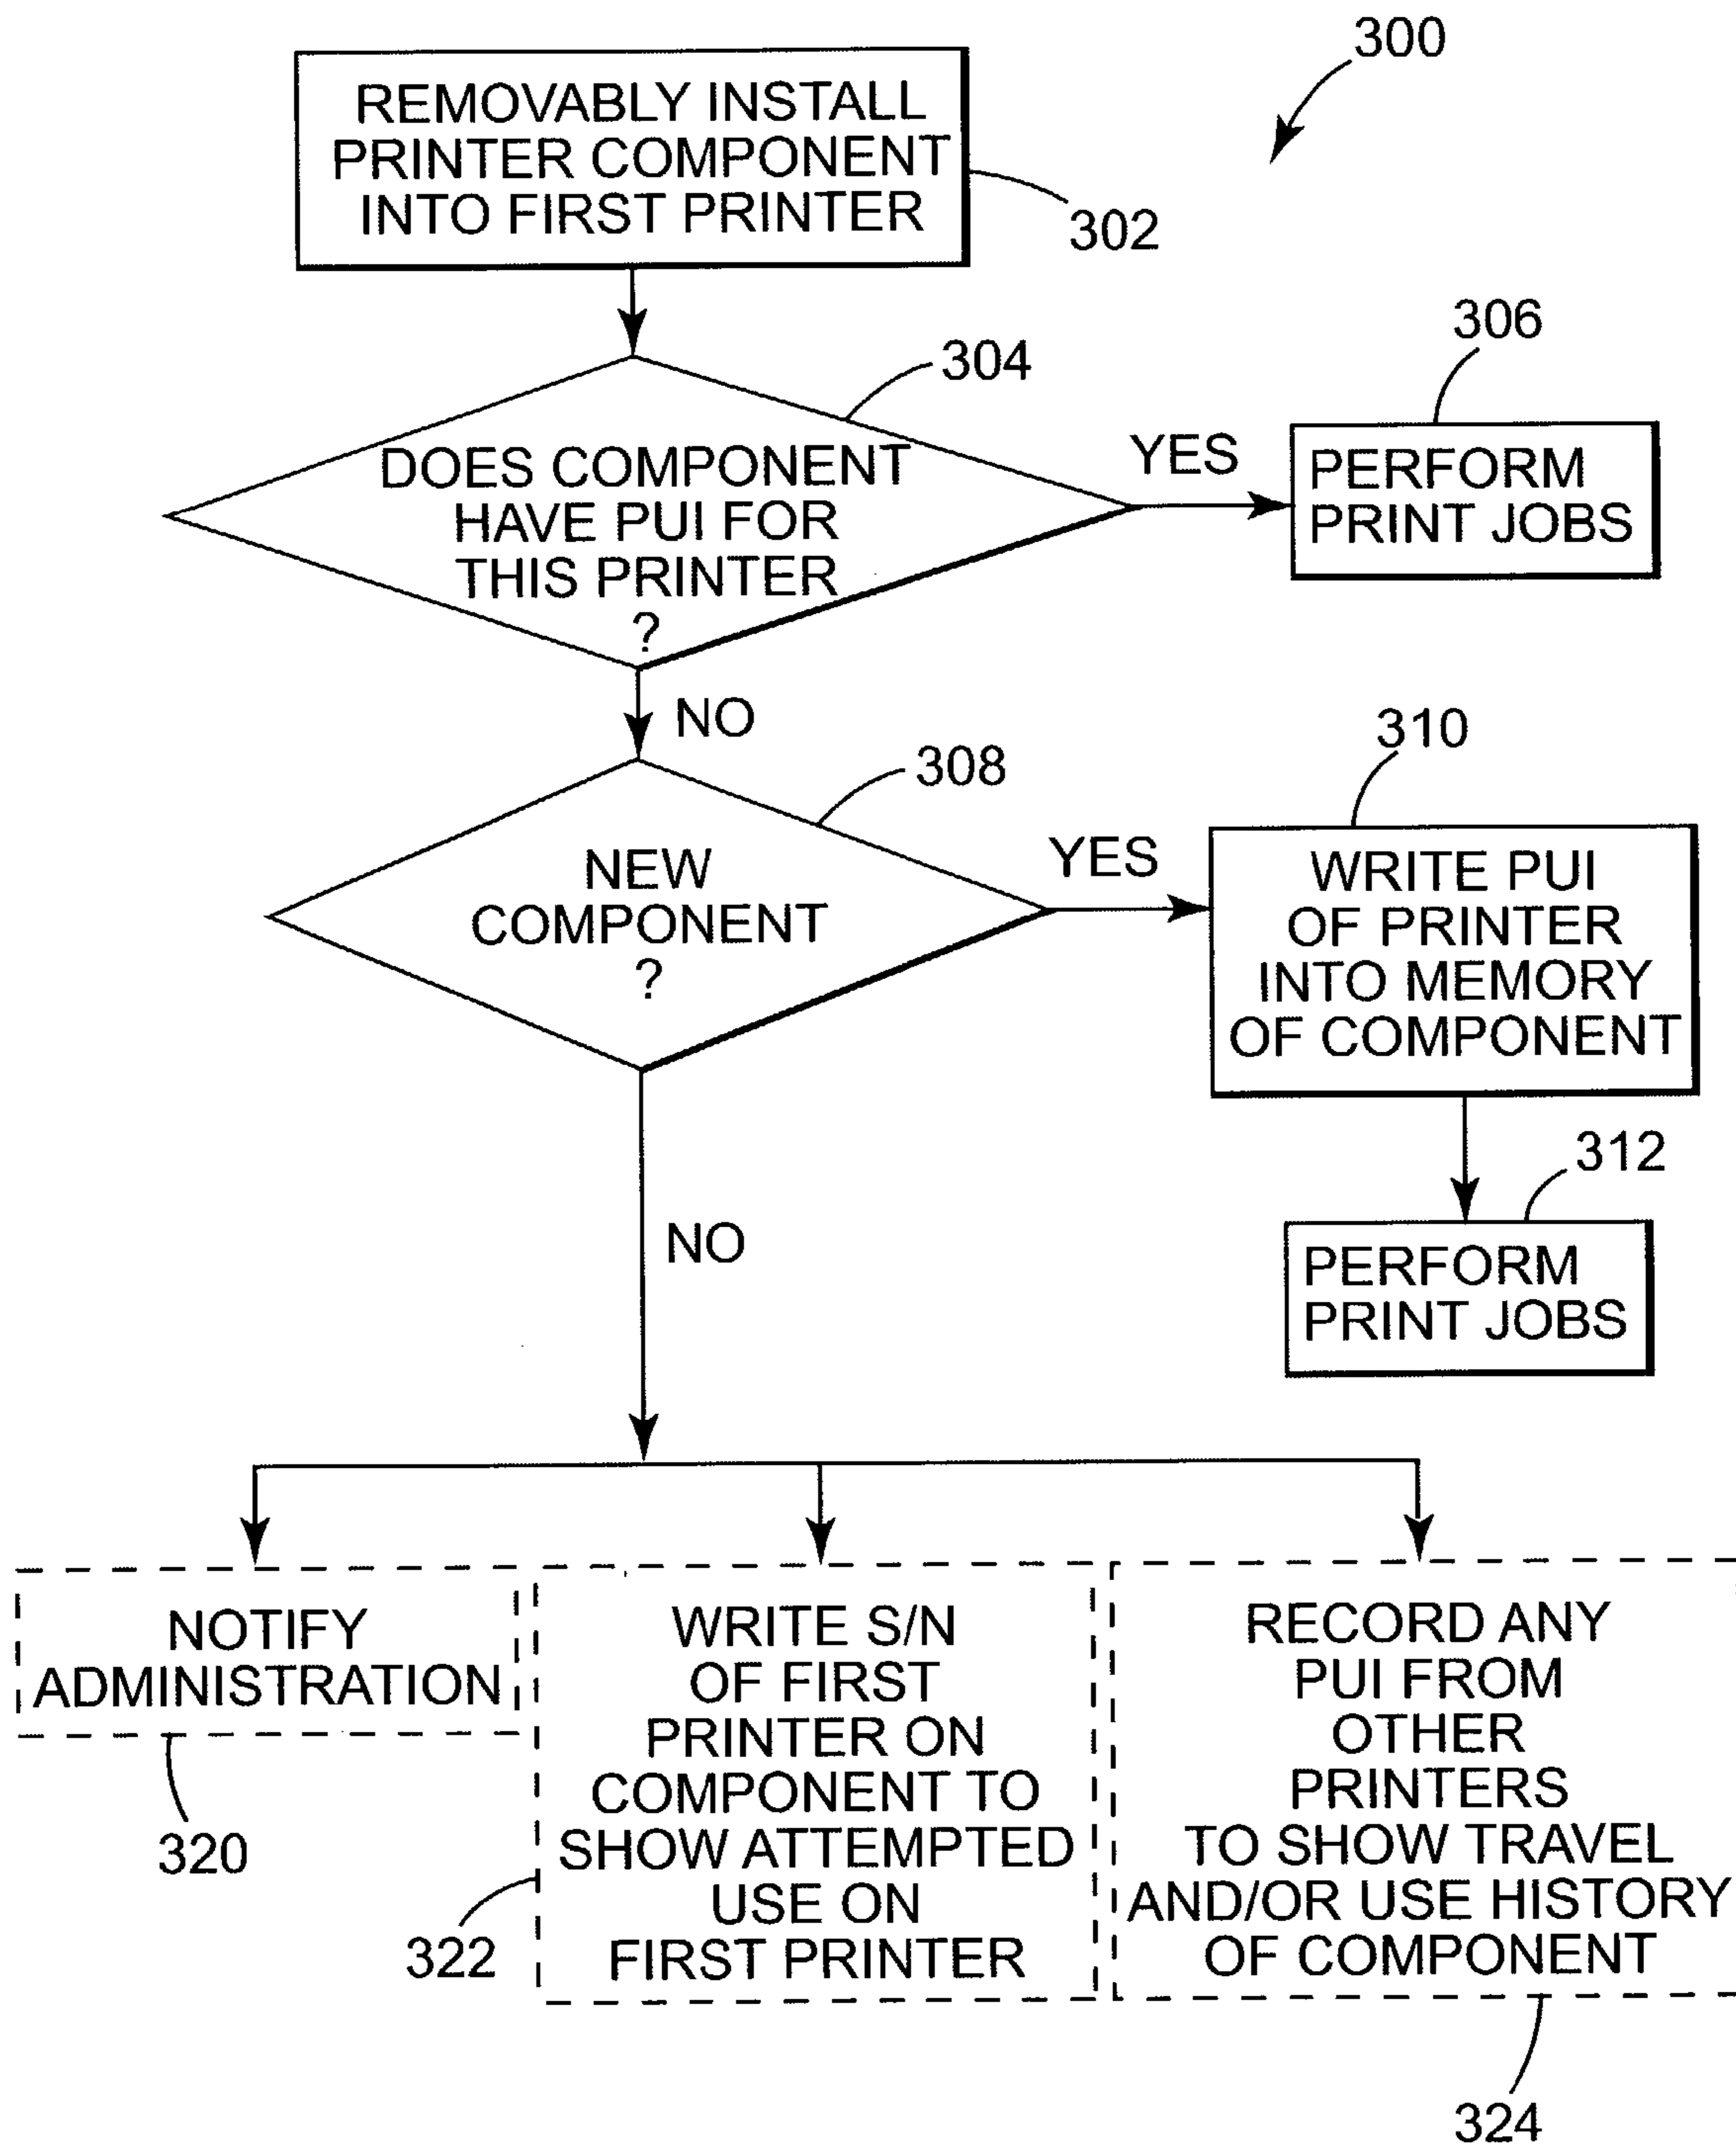 300
REMOVABLY INSTALL
PRINTER COMPONENT
INTO FIRST PRINTER
302
304
DOES COMPONENT
HAVE PUI FOR
THIS PRINTER
?
YES
306
PERFORM
PRINT JOBS
NO
308
NEW
COMPONENT
?
YES
310
WRITE PUI
OF PRINTER
INTO MEMORY
OF COMPONENT
312
PERFORM
PRINT JOBS
NO
NOTIFY
ADMINISTRATION
320
WRITE S/N
OF FIRST
PRINTER ON
COMPONENT TO
SHOW ATTEMPTED
USE ON
FIRST PRINTER
322
RECORD ANY
PUI FROM
OTHER
PRINTERS
TO SHOW TRAVEL
AND/OR USE HISTORY
OF COMPONENT
324